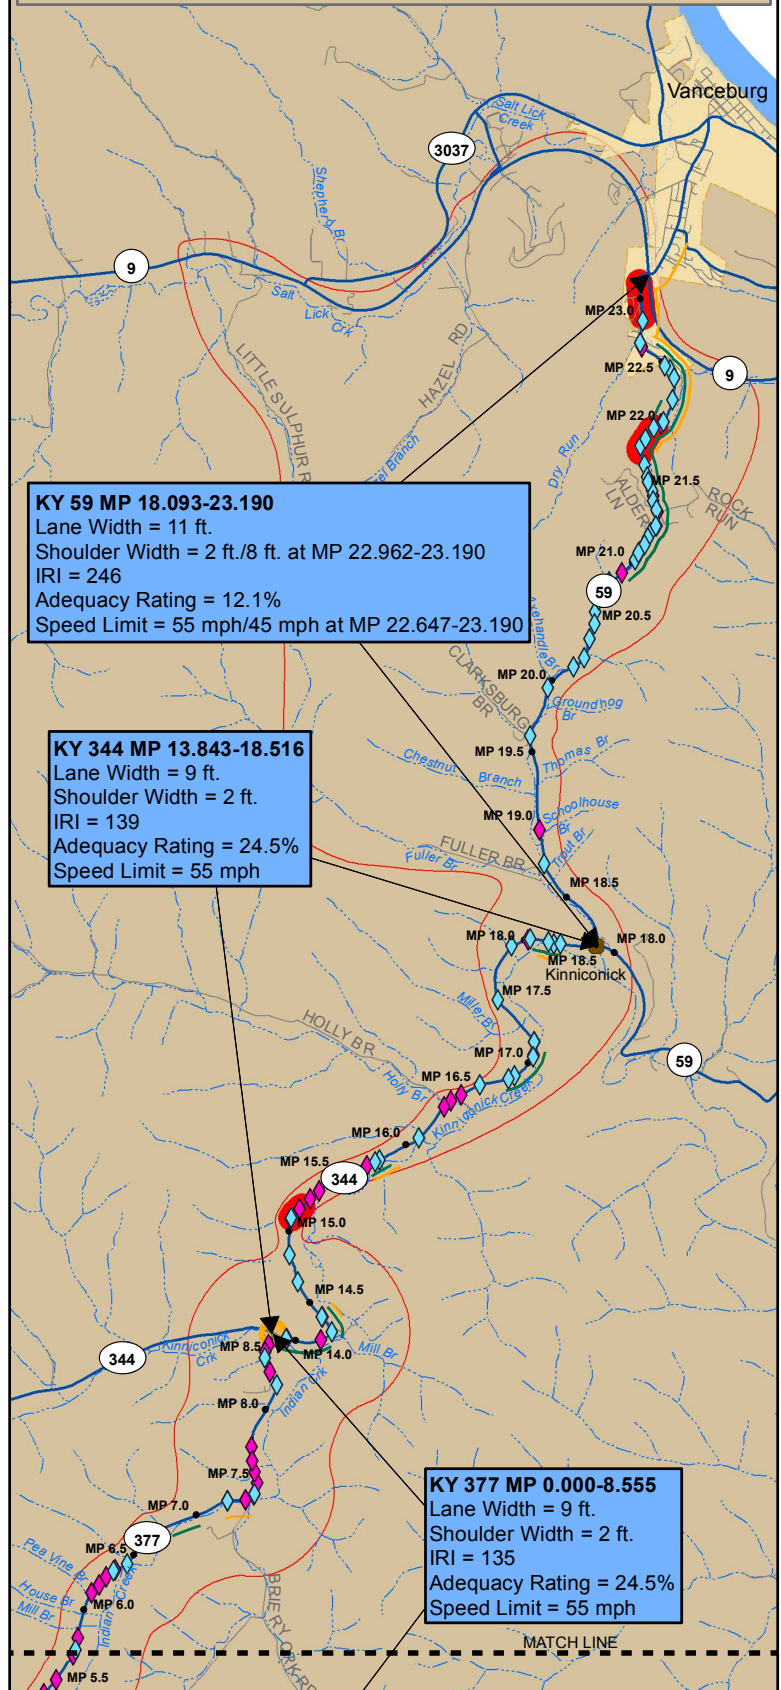 Vanceburg
Salt Lick
Creek
3037
Shepherd Br
9
Salt
Lick
Crk
MP 23.0
HAZEL RD
LITTLE SULPHUR R
MP 22.5
9
MP 22.0
Dry Run
Branch
MP 21.5
ALDER
LN
ROCK
RUN
KY 59 MP 18.093-23.190
Lane Width = 11 ft.
Shoulder Width = 2 ft./8 ft. at MP 22.962-23.190
IRI = 246
Adequacy Rating = 12.1%
Speed Limit = 55 mph/45 mph at MP 22.647-23.190
MP 21.0
59
MP 20.5
Axehandle Br
MP 20.0
CLARKSBURG
BR
Groundhog
Br
MP 19.5
Thomas Br
Chestnut
Branch
KY 344 MP 13.843-18.516
Lane Width = 9 ft.
Shoulder Width = 2 ft.
IRI = 139
Adequacy Rating = 24.5%
Speed Limit = 55 mph
MP 19.0
Schoolhouse
Br
Trout Br
FULLER BR
Fuller Br
MP 18.5
MP 18.0
MP 18.0
MP 18.5
Kinniconick
MP 17.5
Miller Br
HOLLY BR
MP 17.0
59
Holly Br
MP 16.5
Kinniconick Creek
MP 16.0
MP 15.5
344
MP 15.0
MP 14.5
Kinniconick
Crk
MP 8.5
MP 14.0
Mill Br
344
Indian Crk
MP 8.0
MP 7.5
KY 377 MP 0.000-8.555
Lane Width = 9 ft.
Shoulder Width = 2 ft.
IRI = 135
Adequacy Rating = 24.5%
Speed Limit = 55 mph
MP 7.0
377
MP 6.5
Pea Vine Br
House Br
MP 6.0
Mill Br
Indian Creek
BRIERY CRK RD
MATCH LINE
MP 5.5